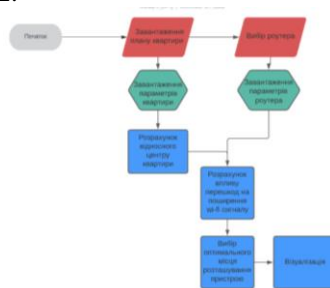 Початок
Завантаження
плану квартири
Вибір роутера
Завантаження
параметрів
квартири
Завантаження
параметрів
роутера
Розрахунок
відносного
центру
квартири
Розрахунок
впливу
перешкод на
поширення
wi-fi сигналу
Вибір
оптимального
місця
розташування
пристрою
Візуалізація